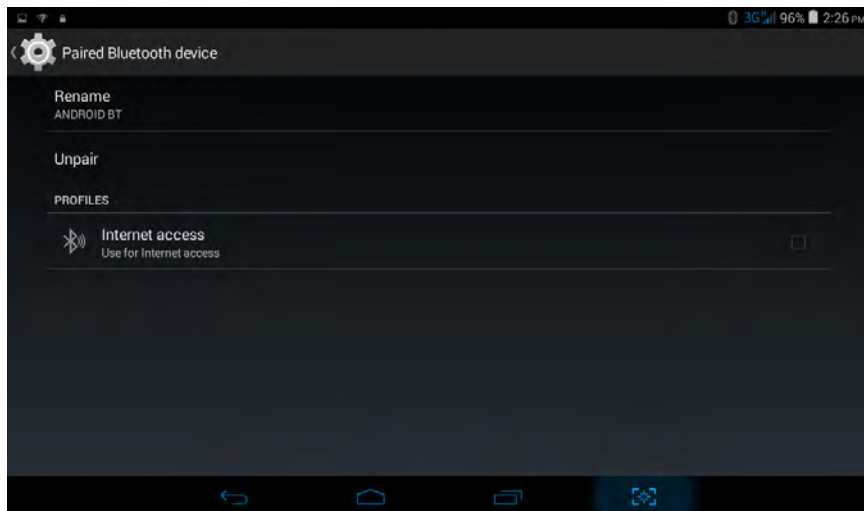 3G 96% 2:26 PM
Paired Bluetooth device
Rename
ANDROID BT
Unpair
PROFILES
Internet access
Use for Internet access